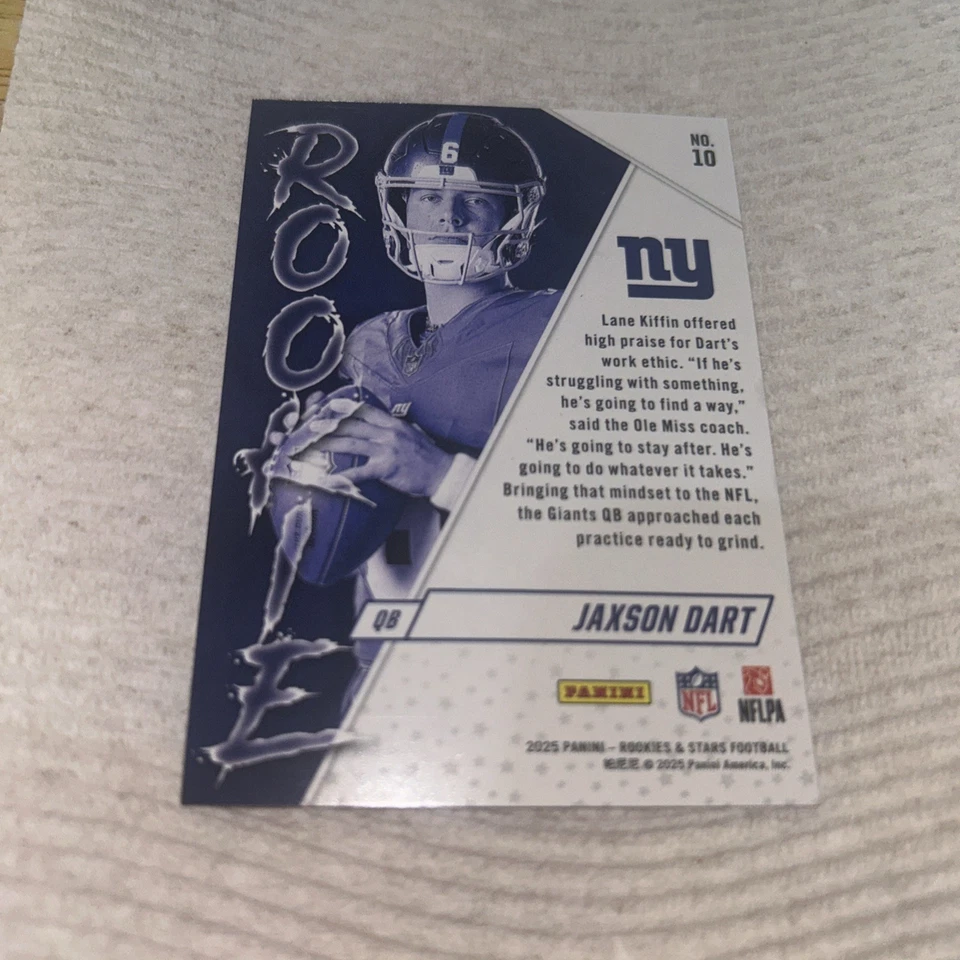 ROOKIE
6
NO.
10
ny
ny
Lane Kiffin offered
high praise for Dart's
work ethic. "If he's
struggling with something,
he's going to find a way,"
said the Ole Miss coach.
"He's going to stay after. He's
going to do whatever it takes."
Bringing that mindset to the NFL,
the Giants QB approached each
practice ready to grind.
QB
JAXSON DART
PANINI
NFL
NFLPA
2025 PANINI – ROOKIES & STARS FOOTBALL
© 2025 Panini America, Inc.